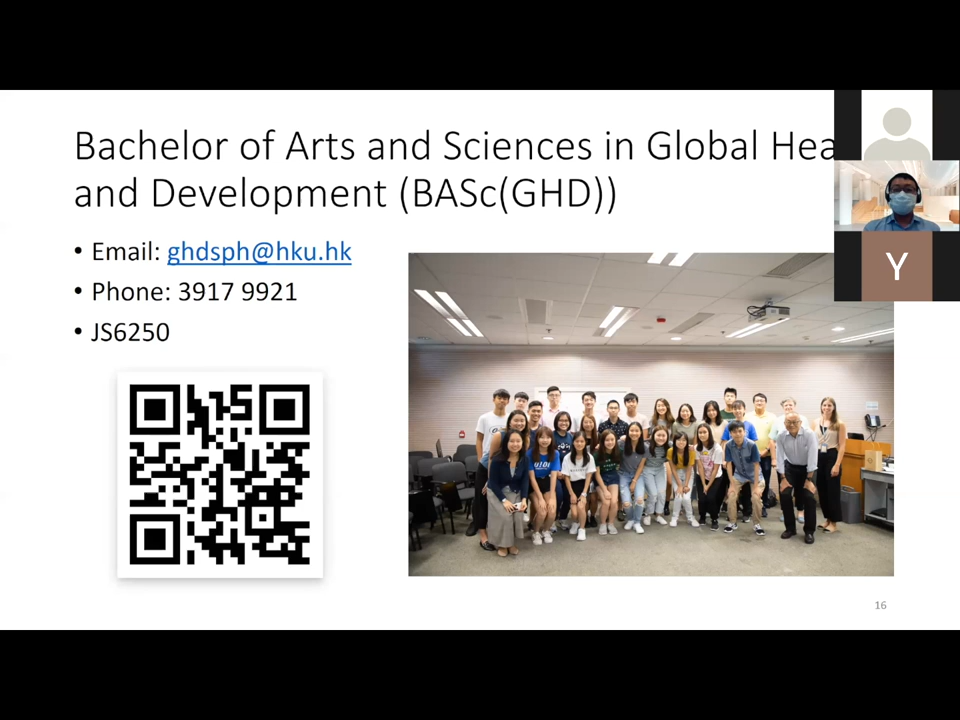 Bachelor of Arts and Sciences in Global Hea
and Development (BASc(GHD))
• Email: ghdsph@hku.hk
• Phone: 3917 9921
• JS6250
Y
16